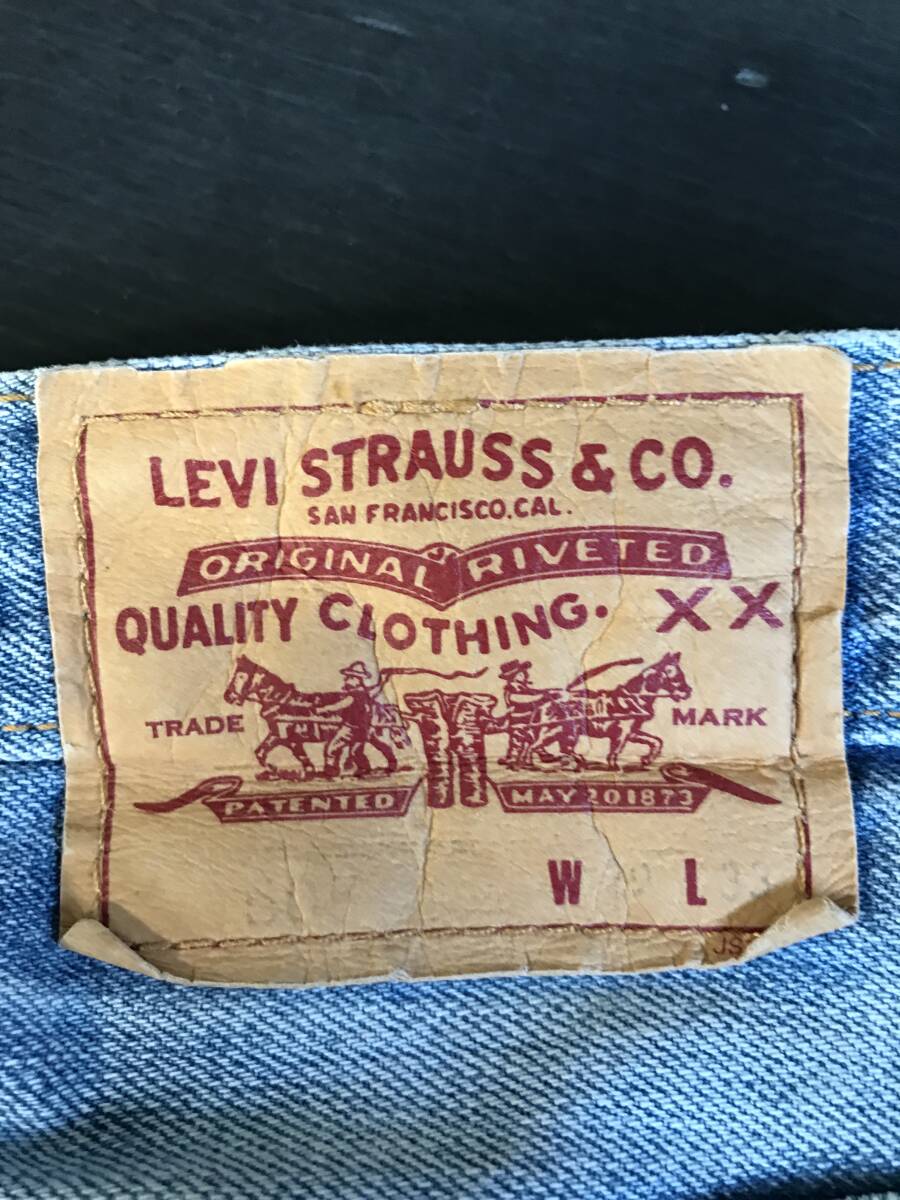 LEVI STRAUSS & CO.
SAN FRANCISCO, CAL.
ORIGINAL RIVETED
QUALITY CLOTHING. XX
TRADE MARK
PATENTED MAY 20 1873
W L